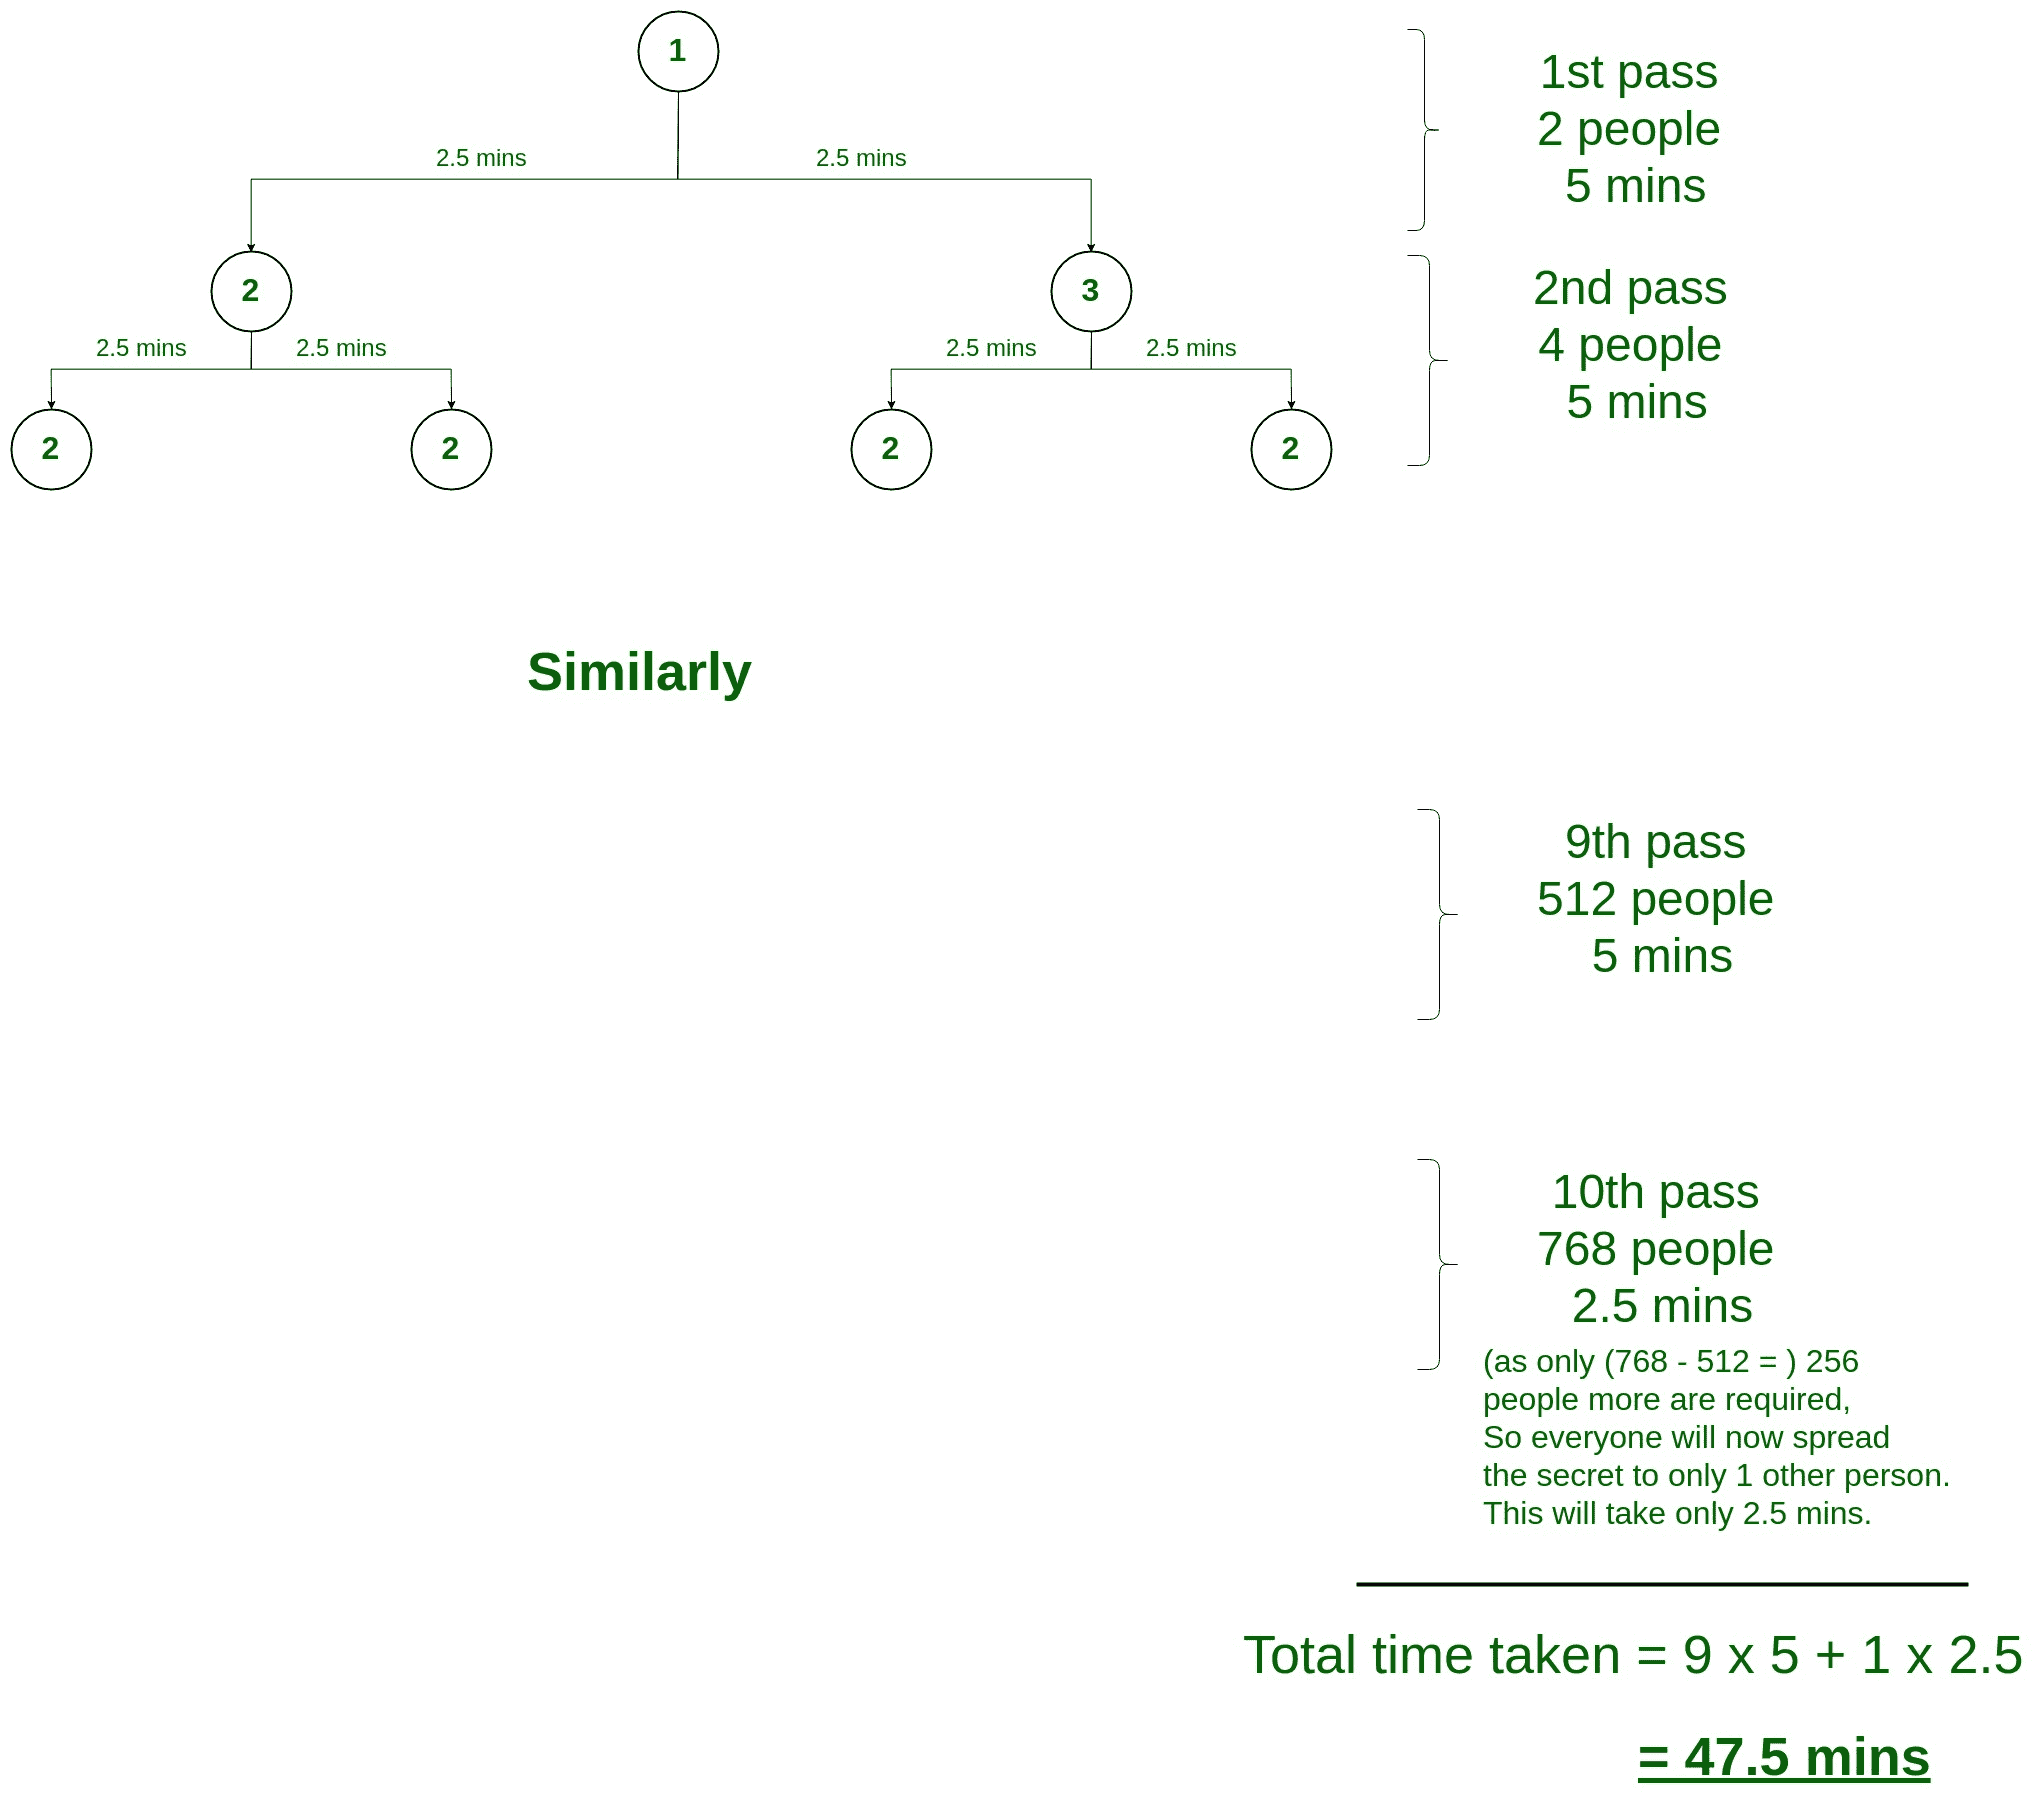 1
2.5 mins 2.5 mins
1st pass
2 people
5 mins
2 3
2.5 mins 2.5 mins 2.5 mins 2.5 mins
2 2 2 2
2nd pass
4 people
5 mins
Similarly
9th pass
512 people
5 mins
10th pass
768 people
2.5 mins
(as only (768 - 512 = ) 256
people more are required,
So everyone will now spread
the secret to only 1 other person.
This will take only 2.5 mins.
Total time taken = 9 x 5 + 1 x 2.5
= 47.5 mins